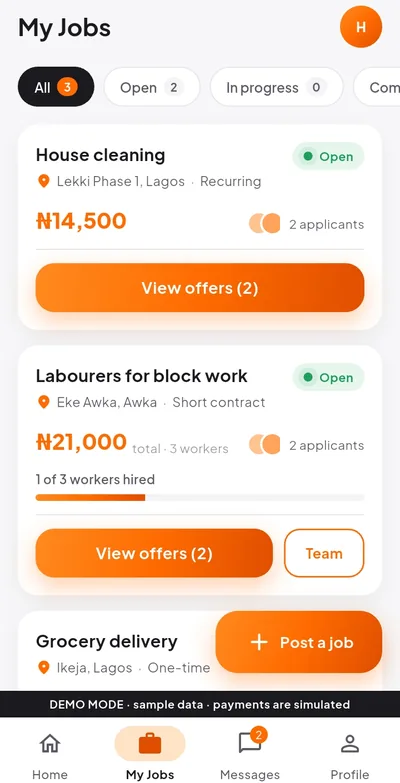 My Jobs
H
All 3
Open 2
In progress 0
Com
House cleaning
Open
Lekki Phase 1, Lagos · Recurring
₦14,500
2 applicants
View offers (2)
Labourers for block work
Open
Eke Awka, Awka · Short contract
₦21,000 total · 3 workers
2 applicants
1 of 3 workers hired
View offers (2)
Team
Grocery delivery
Post a job
Ikeja, Lagos · One-time
DEMO MODE · sample data · payments are simulated
2
Home
My Jobs
Messages
Profile